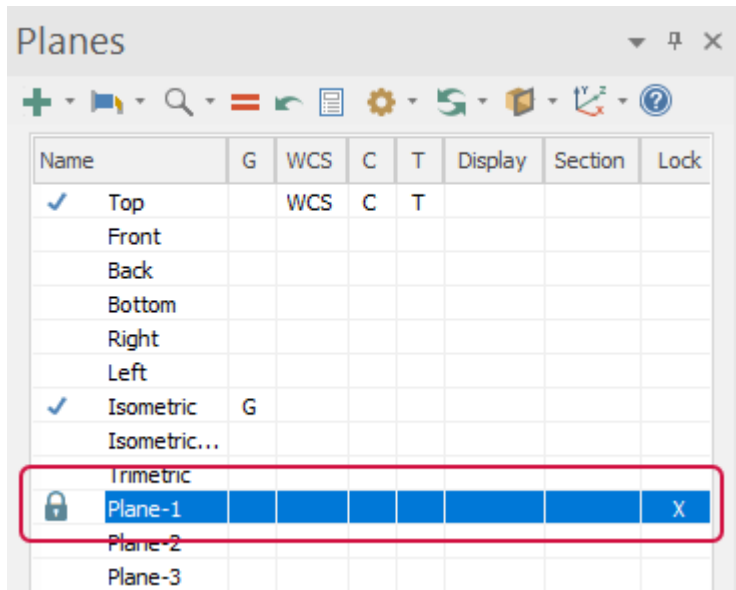 Planes
Name G WCS C T Display Section Lock
Top WCS C T
Front
Back
Bottom
Right
Left
Isometric G
Isometric...
Trimetric
Plane-1 X
Plane-2
Plane-3